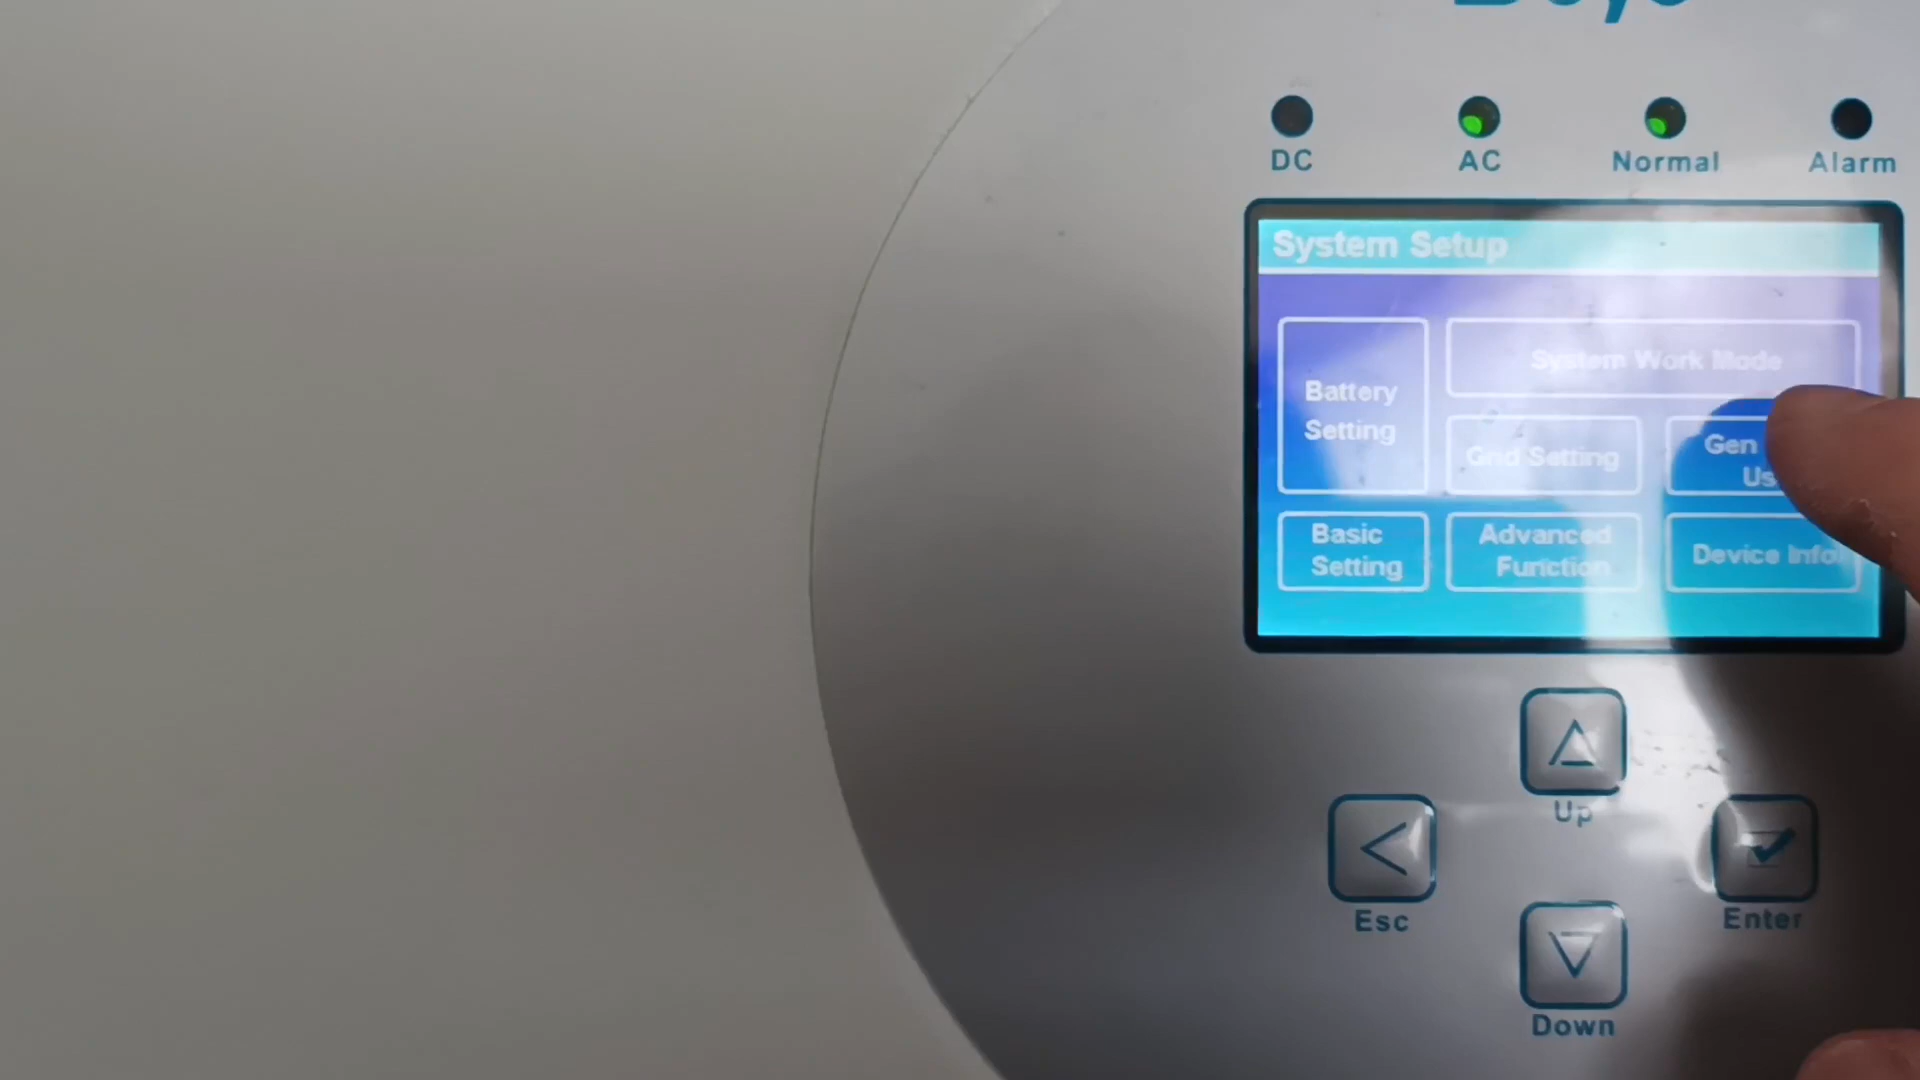 DC
AC
Normal
Alarm
System Setup
Battery
Setting
System Work Mode
Grid Setting
Gen
Basic
Setting
Advanced
Function
Device Info.
Up
Esc
Enter
Down